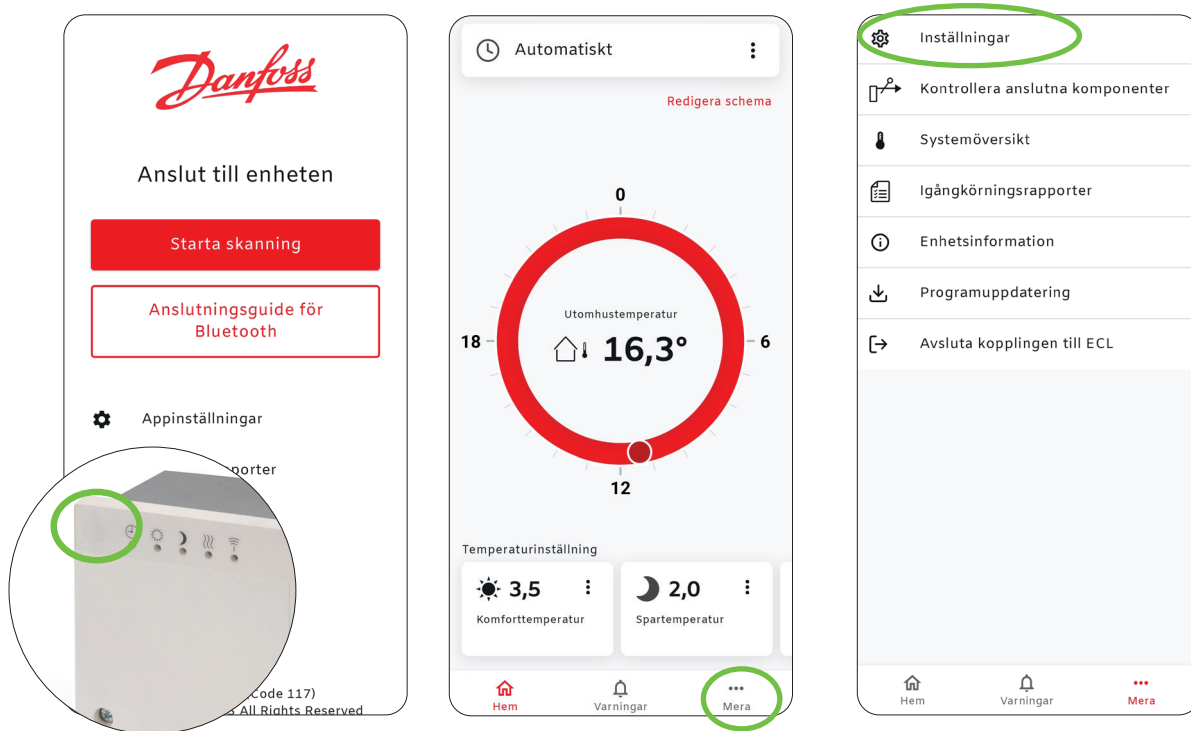 Danfoss
Anslut till enheten
Starta skanning
Anslutningsguide för
Bluetooth
Appinställningar
porter
Code 117)
All Rights Reserved
Automatiskt
Redigera schema
0
Utomhustemperatur
18
16,3°
6
12
Temperaturinställning
3,5
2,0
Komforttemperatur
Spartemperatur
Hem
Varningar
Mera
Inställningar
Kontrollera anslutna komponenter
Systemöversikt
Igångkörningsrapporter
Enhetsinformation
Programuppdatering
Avsluta kopplingen till ECL
Hem
Varningar
Mera